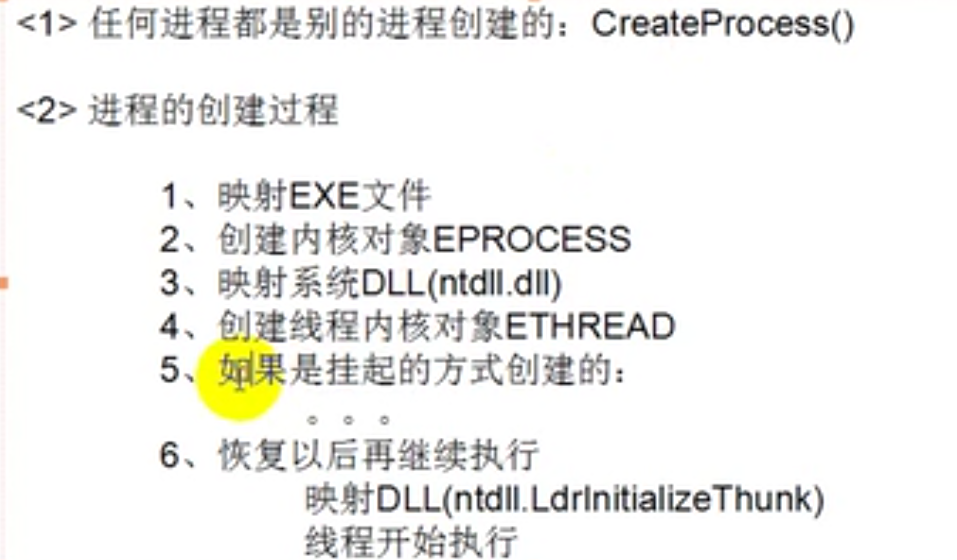 <1> 任何进程都是别的进程创建的：CreateProcess()
<2> 进程的创建过程
1、映射EXE文件
2、创建内核对象EPROCESS
3、映射系统DLL(ntdll.dll)
4、创建线程内核对象ETHREAD
5、如果是挂起的方式创建的：
。。。
6、恢复以后再继续执行
映射DLL(ntdll.LdrInitializeThunk)
线程开始执行